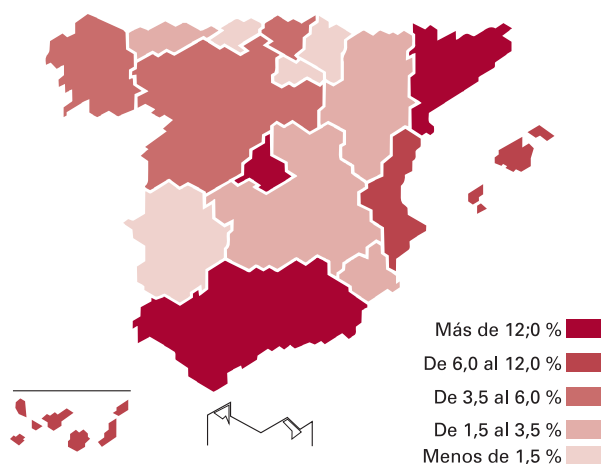 Más de 12;0 %
De 6,0 al 12,0 %
De 3,5 al 6,0 %
De 1,5 al 3,5 %
Menos de 1,5 %